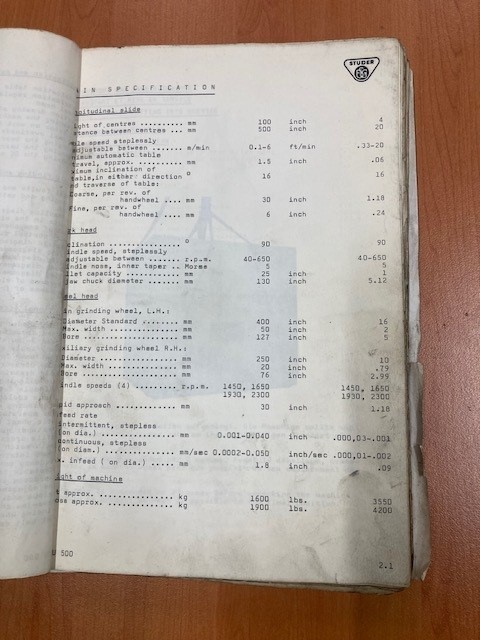 STUDER
AIN SPECIFICATION
gitudinal slide
ight of centres .......... mm 100 inch 4
stance between centres ... mm 500 inch 20
ble speed steplessly
adjustable between ....... m/min 0.1-6 ft/min .33-20
nimum automatic table
travel, approx. .......... mm 1.5 inch .06
ximum inclination of
table,in either direction ° 16 16
nd traverse of table:
Coarse, per rev. of
handwheel .... mm 30 inch 1.18
Fine, per rev. of
handwheel .... mm 6 inch .24
rk head
clination ............... ° 90 90
indle speed, steplessly
adjustable between ....... r.p.m. 40-650 40-650
indle nose, inner taper .. Morse 5 5
llet capacity ............ mm 25 inch 1
aw chuck diameter ........ mm 130 inch 5.12
eel head
in grinding wheel, L.H.:
Diameter Standard ........ mm 400 inch 16
Max. width ............... mm 50 inch 2
Bore ..................... mm 127 inch 5
xiliary grinding wheel R.H.:
Diameter ................. mm 250 inch 10
Max. width ............... mm 20 inch .79
Bore ..................... mm 76 inch 2.99
indle speeds (4) ......... r.p.m. 1450, 1650 1450, 1650
1930, 2300 1930, 2300
pid approach ............. mm 30 inch 1.18
feed rate
intermittent, stepless
(on dia.) ................ mm 0.001-0.040 inch .000,03-.001
continuous, stepless
(on diam.) ............... mm/sec 0.0002-0.050 inch/sec .000,01-.002
x. infeed ( on dia.) ..... mm 1.8 inch .09
ight of machine
t approx. ................ kg 1600 lbs. 3550
oss approx. .............. kg 1900 lbs. 4200
500
2.1